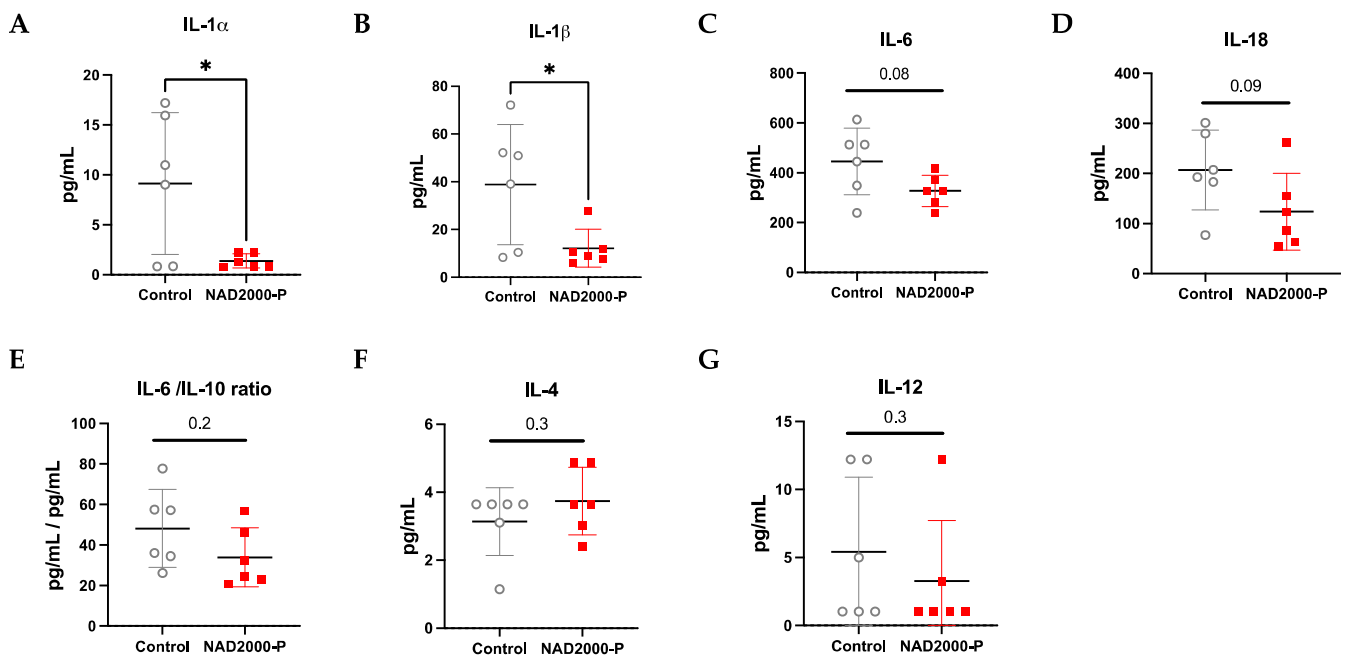 A
IL-1α
*
20
15
10
5
0
pg/mL
Control
NAD2000-P
B
IL-1β
*
80
60
40
20
0
pg/mL
Control
NAD2000-P
C
IL-6
0.08
800
600
400
200
0
pg/mL
Control
NAD2000-P
D
IL-18
0.09
400
300
200
100
0
pg/mL
Control
NAD2000-P
E
IL-6 /IL-10 ratio
0.2
100
80
60
40
20
0
pg/mL / pg/mL
Control
NAD2000-P
F
IL-4
0.3
6
4
2
0
pg/mL
Control
NAD2000-P
G
IL-12
0.3
15
10
5
0
pg/mL
Control
NAD2000-P